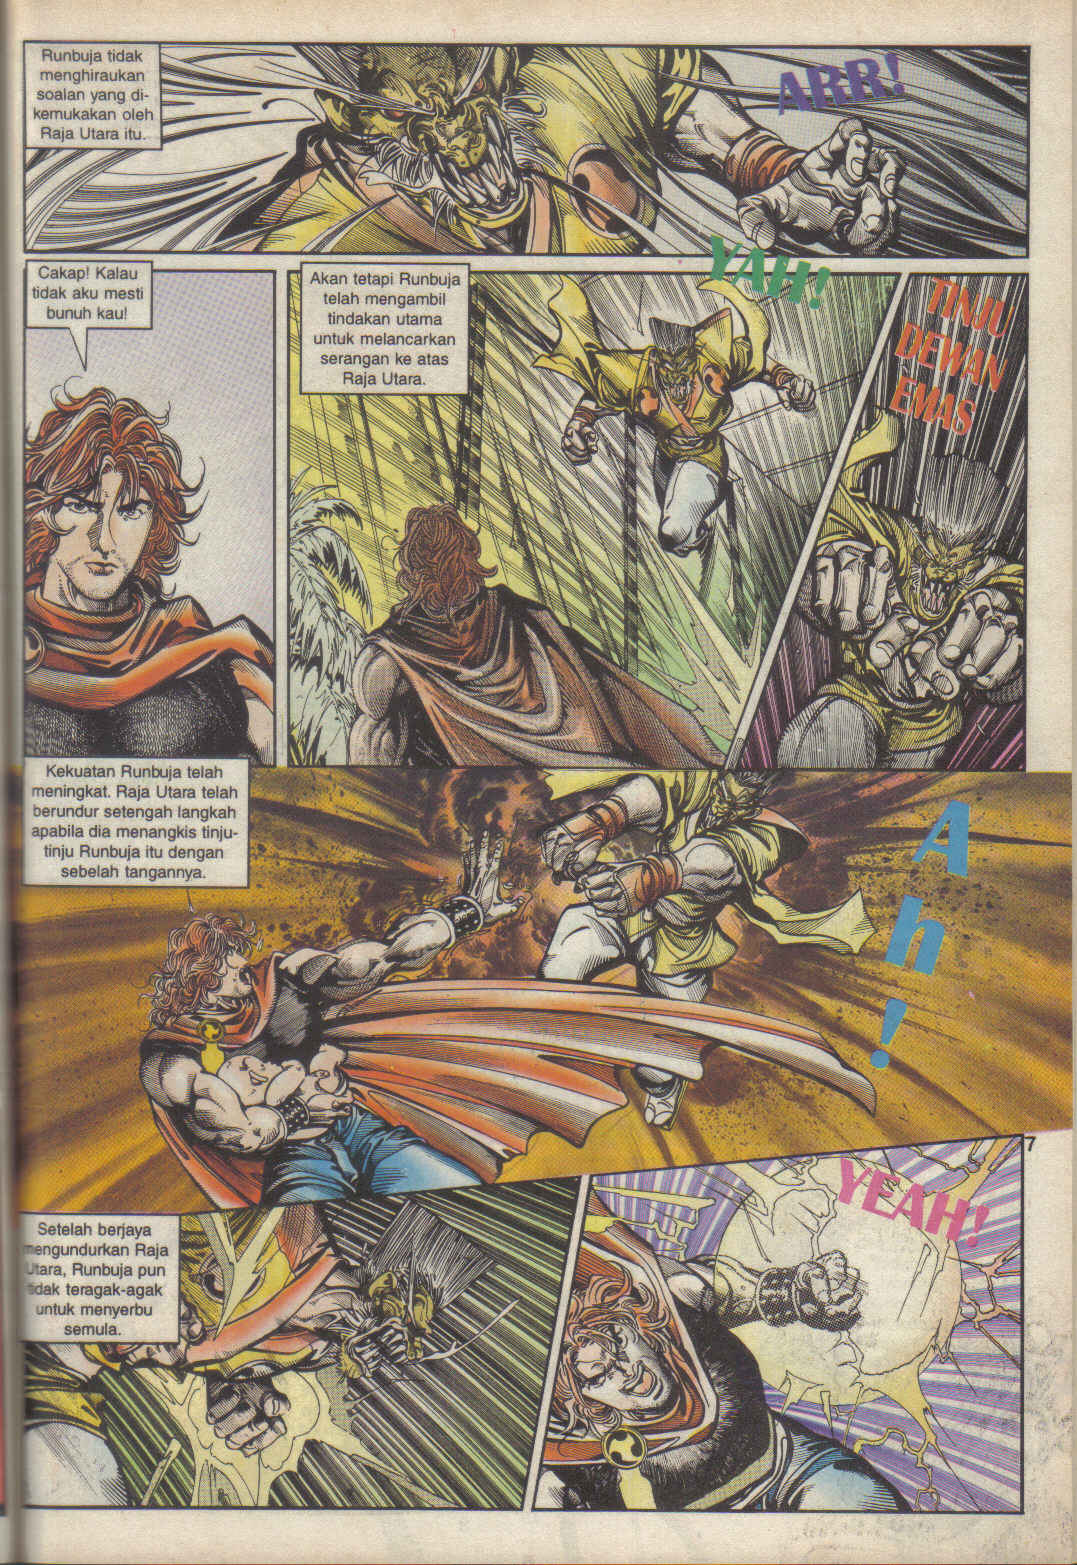 Runbuja tidak
menghiraukan
soalan yang di-
kemukakan oleh
Raja Utara itu.
ARR!
Cakap! Kalau
tidak aku mesti
bunuh kau!
Akan tetapi Runbuja
telah mengambil
tindakan utama
untuk melancarkan
serangan ke atas
Raja Utara.
YAH!
TINJU
DEWAN
EMAS
Kekuatan Runbuja telah
meningkat. Raja Utara telah
berundur setengah langkah
apabila dia menangkis tinju-
tinju Runbuja itu dengan
sebelah tangannya.
Ah!
7
Setelah berjaya
mengundurkan Raja
Utara, Runbuja pun
tidak teragak-agak
untuk menyerbu
semula.
YEAH!